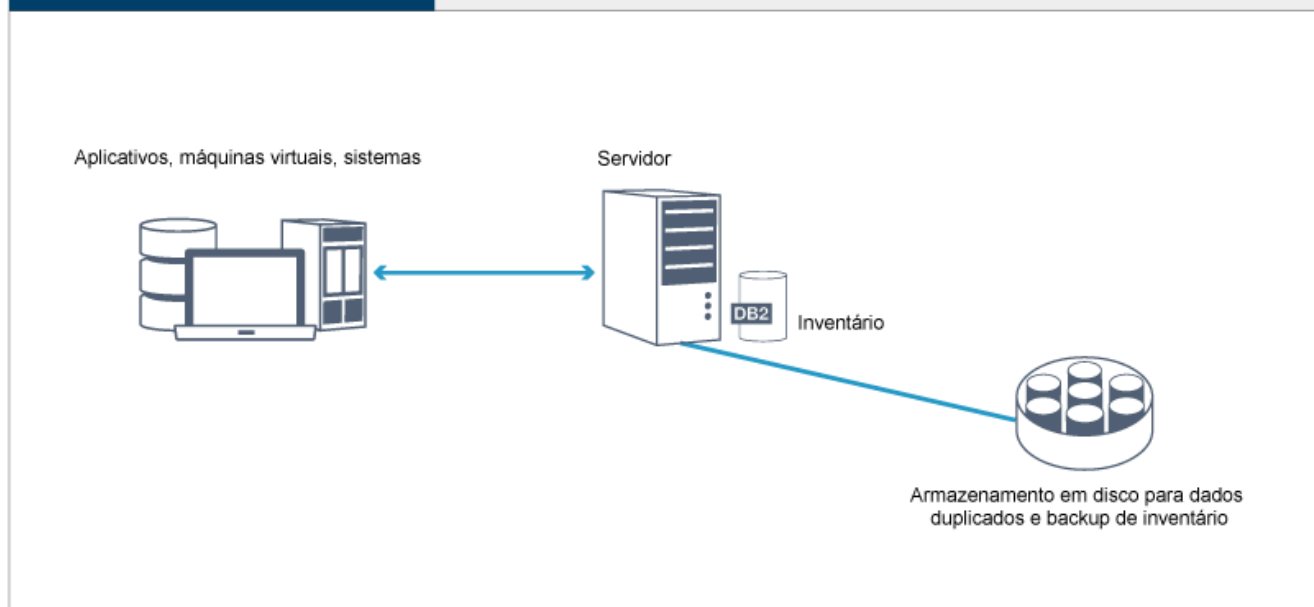 Aplicativos, máquinas virtuais, sistemas
Servidor
DB2
Inventário
Armazenamento em disco para dados
duplicados e backup de inventário